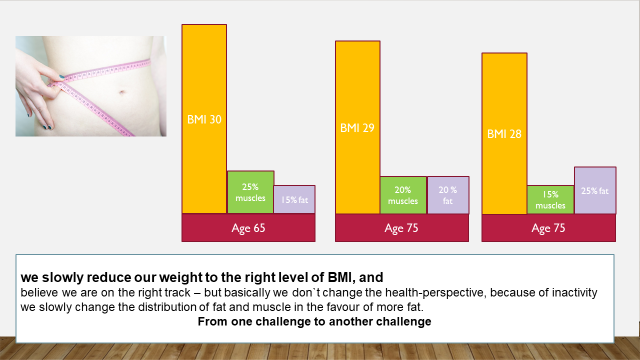 BMI 30
25%
muscles
15% fat
Age 65
BMI 29
20%
muscles
20 %
fat
Age 75
BMI 28
15%
muscles
25% fat
Age 75
we slowly reduce our weight to the right level of BMI, and
believe we are on the right track – but basically we don`t change the health-perspective, because of inactivity
we slowly change the distribution of fat and muscle in the favour of more fat.
From one challenge to another challenge